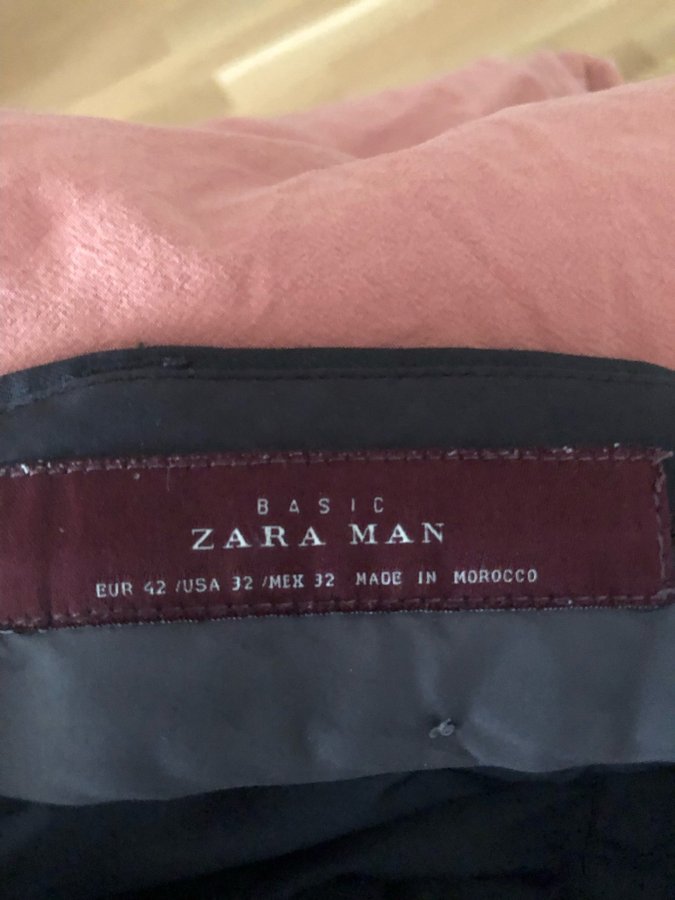 BASIC
ZARA MAN
EUR 42 /USA 32 /MEX 32 MADE IN MOROCCO